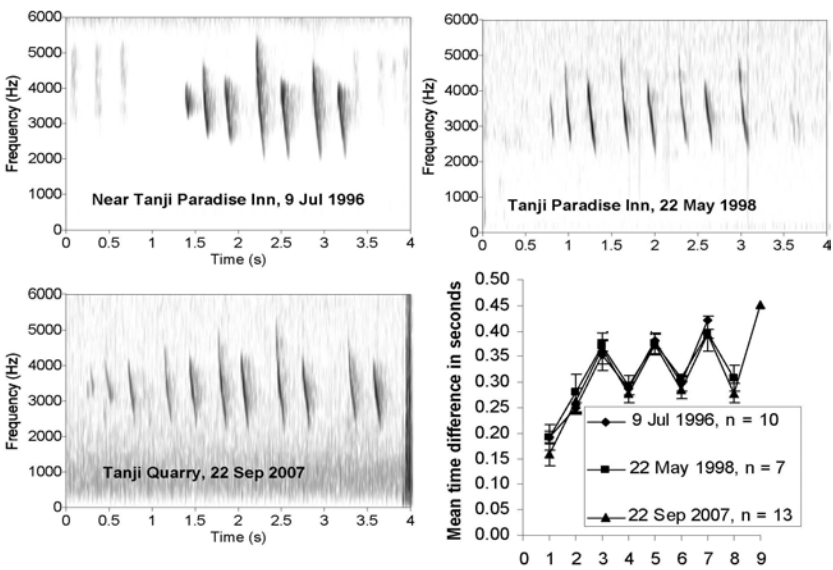 6000
5000
4000
3000
2000
1000
0
Frequency (Hz)
Near Tanji Paradise Inn, 9 Jul 1996
0 0.5 1 1.5 2 2.5 3 3.5 4
Time (s)
6000
5000
4000
3000
2000
1000
0
Frequency (Hz)
Tanji Paradise Inn, 22 May 1998
0 0.5 1 1.5 2 2.5 3 3.5 4
Time (s)
6000
5000
4000
3000
2000
1000
0
Frequency (Hz)
Tanji Quarry, 22 Sep 2007
0 0.5 1 1.5 2 2.5 3 3.5 4
Time (s)
0.50
0.45
0.40
0.35
0.30
0.25
0.20
0.15
0.10
0.05
0.00
Mean time difference in seconds
9 Jul 1996, n = 10
22 May 1998, n = 7
22 Sep 2007, n = 13
0 1 2 3 4 5 6 7 8 9